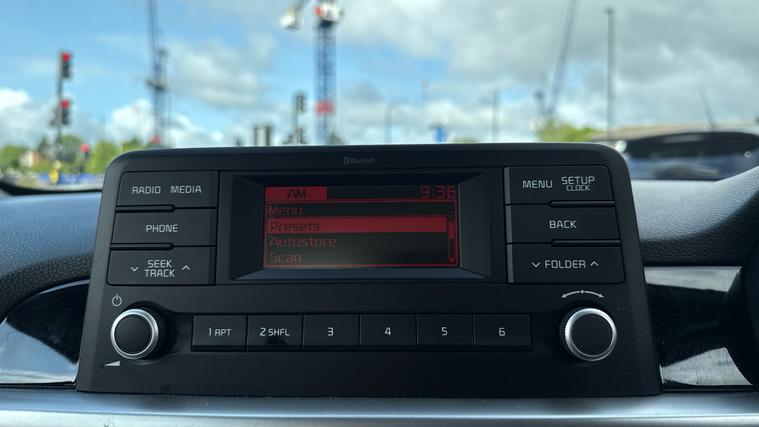 Bluetooth
RADIO MEDIA
PHONE
SEEK
TRACK
AM 9:36
Menu
Presets
Autostore
Scan
MENU SETUP
CLOCK
BACK
FOLDER
1 RPT 2 SHFL 3 4 5 6